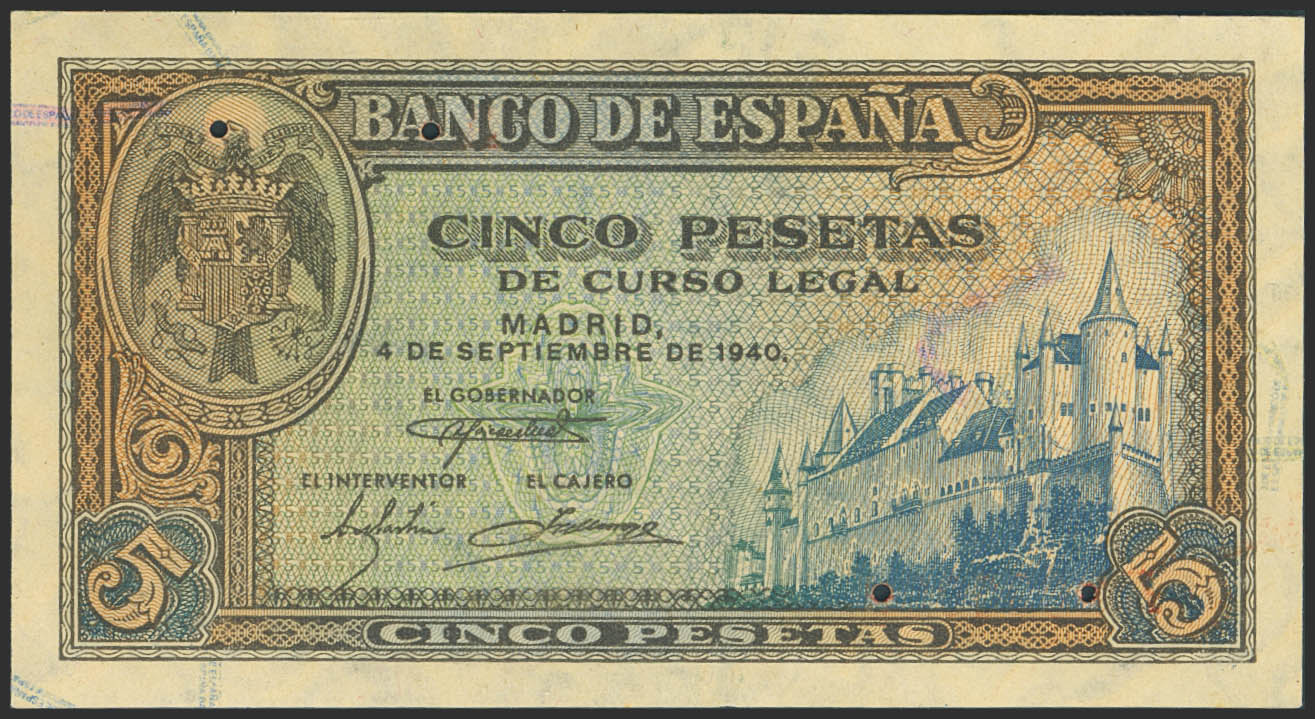 BANCO DE ESPAÑA
CINCO PESETAS
DE CURSO LEGAL
MADRID,
4 DE SEPTIEMBRE DE 1940.
EL GOBERNADOR
EL INTERVENTOR EL CAJERO
5 5
CINCO PESETAS